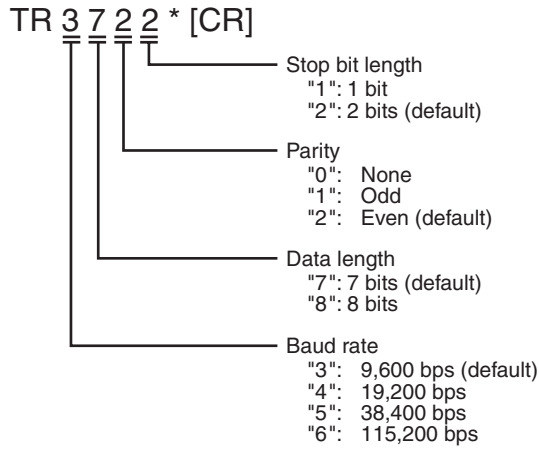 TR 3 7 2 2 * [CR]
Stop bit length
"1": 1 bit
"2": 2 bits (default)
Parity
"0": None
"1": Odd
"2": Even (default)
Data length
"7": 7 bits (default)
"8": 8 bits
Baud rate
"3": 9,600 bps (default)
"4": 19,200 bps
"5": 38,400 bps
"6": 115,200 bps